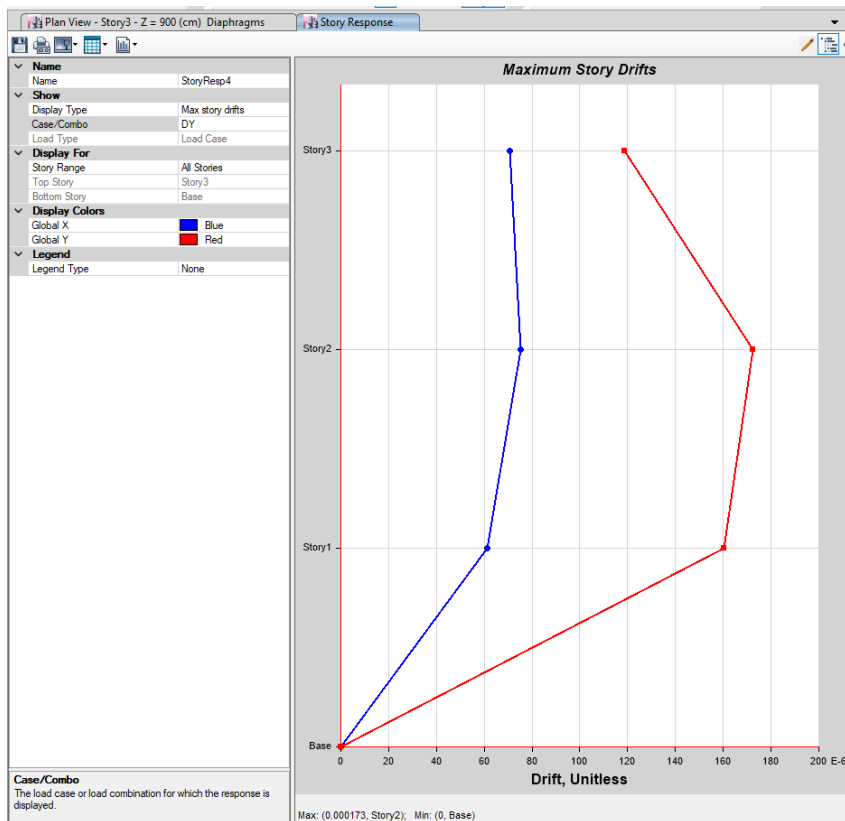 Plan View - Story3 - Z = 900 (cm)  Diaphragms
Story Response
Name
Name StoryResp4
Show
Display Type Max story drifts
Case/Combo DY
Load Type Load Case
Display For
Story Range All Stories
Top Story Story3
Bottom Story Base
Display Colors
Global X Blue
Global Y Red
Legend
Legend Type None
Case/Combo
The load case or load combination for which the response is
displayed.
Maximum Story Drifts
Story3
Story2
Story1
Base
0 20 40 60 80 100 120 140 160 180 200 E-6
Drift, Unitless
Max: (0.000173, Story2);  Min: (0, Base)